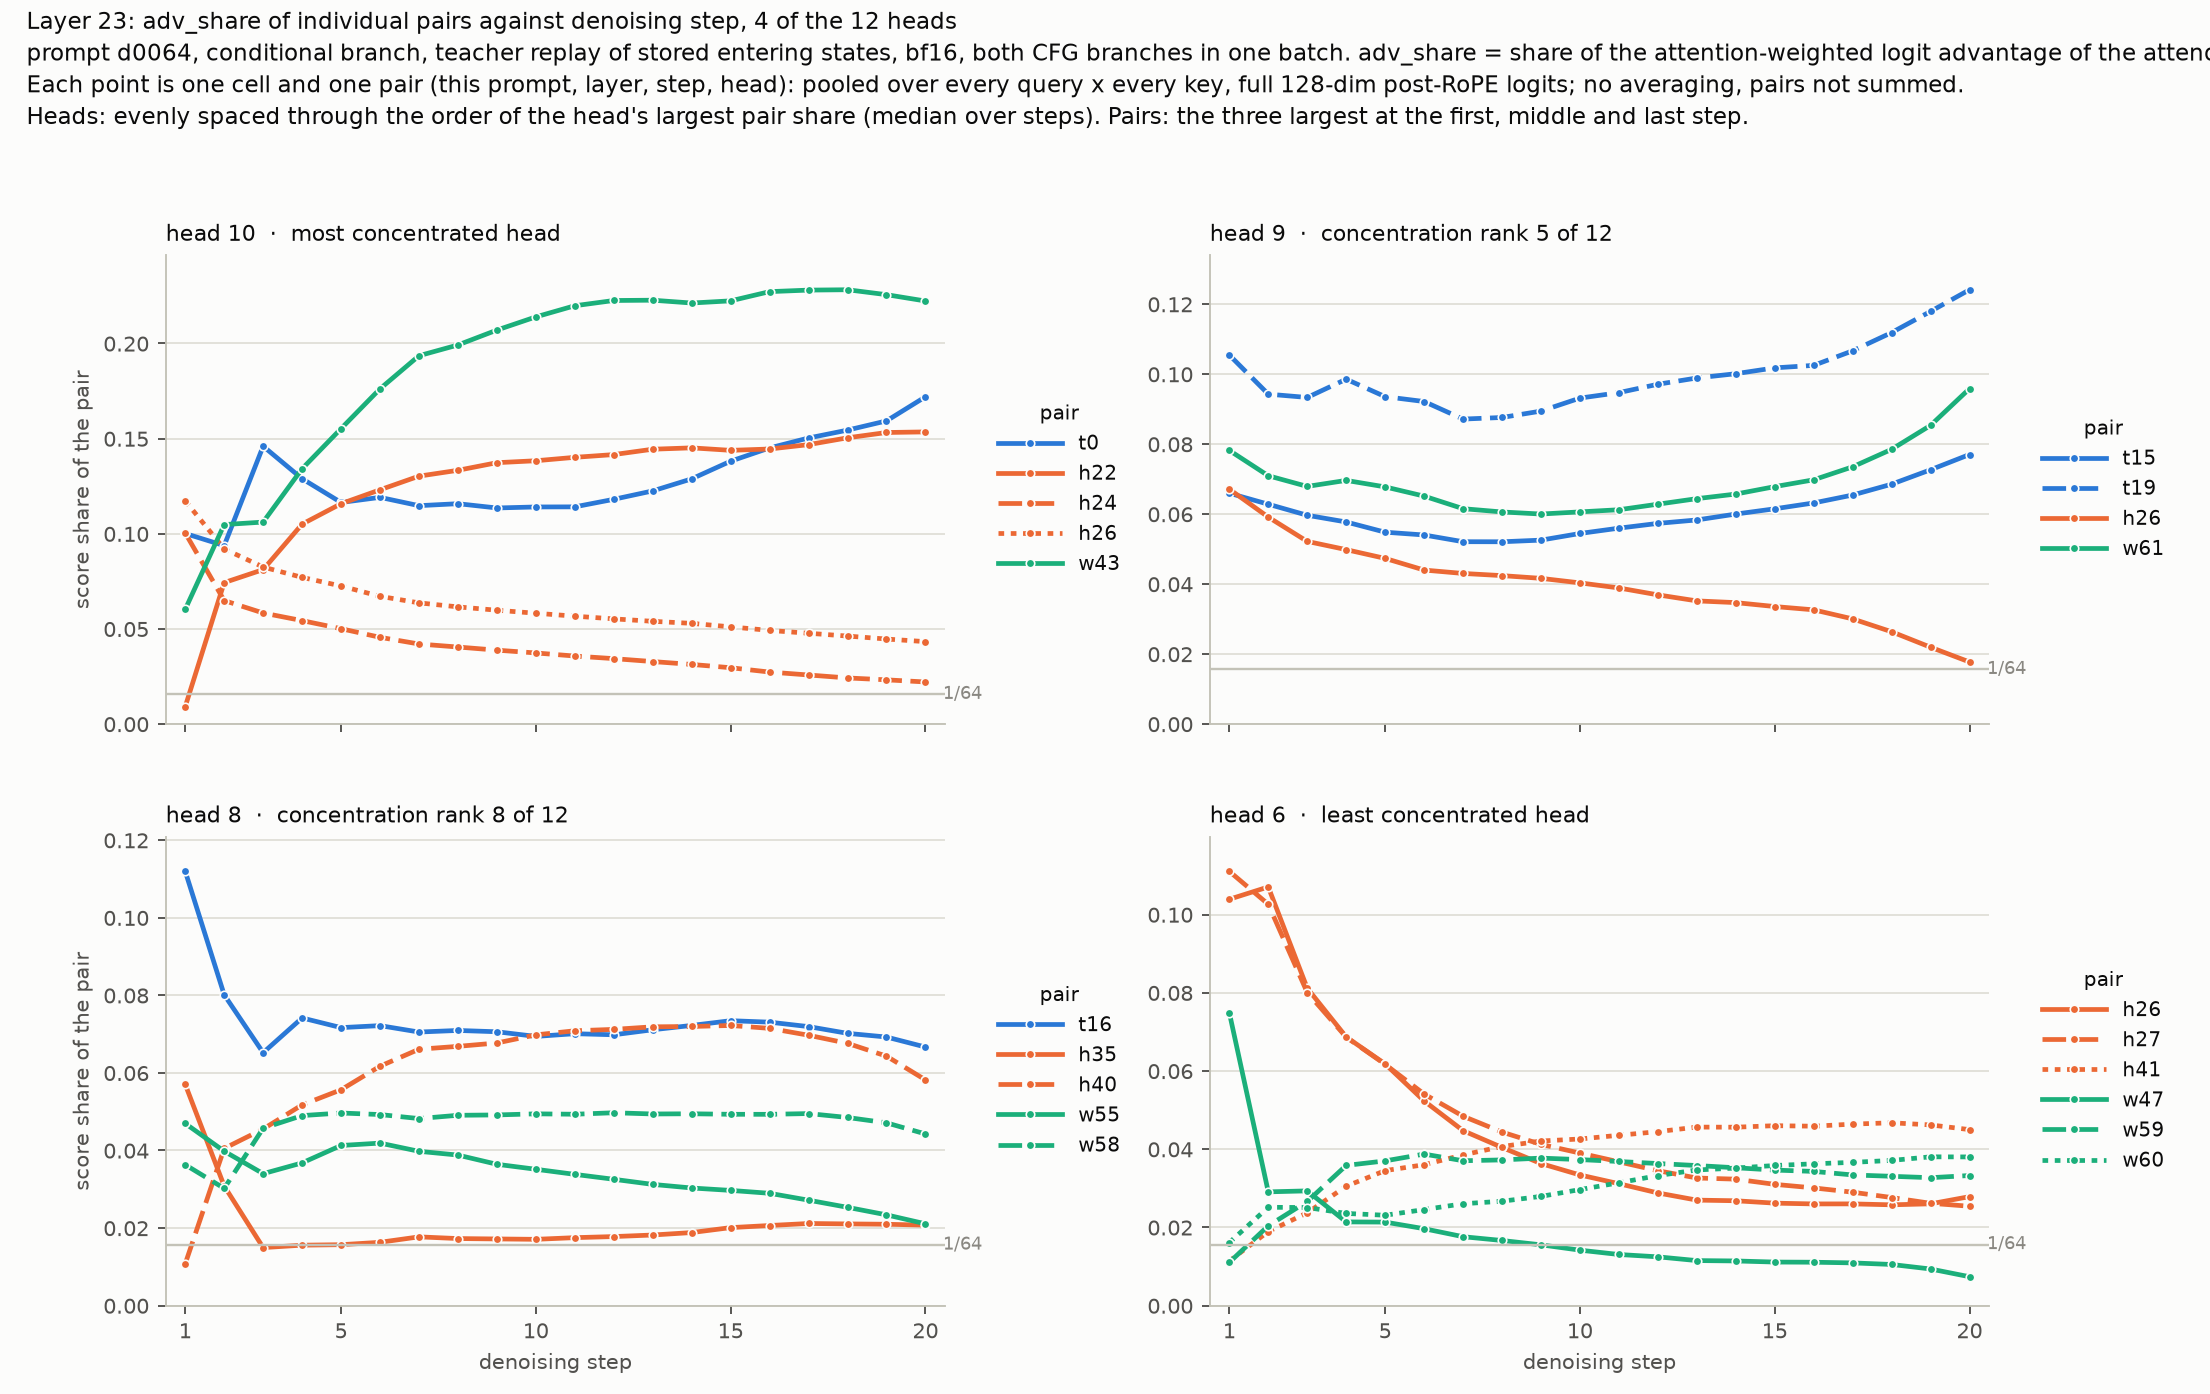 Layer 23: adv_share of individual pairs against denoising step, 4 of the 12 heads
prompt d0064, conditional branch, teacher replay of stored entering states, bf16, both CFG branches in one batch. adv_share = share of the attention-weighted logit advantage of the
Each point is one cell and one pair (this prompt, layer, step, head): pooled over every query x every key, full 128-dim post-RoPE logits; no averaging, pairs not summed.
Heads: evenly spaced through the order of the head's largest pair share (median over steps). Pairs: the three largest at the first, middle and last step.
head 10 · most concentrated head
score share of the pair
0.20
0.15
0.10
0.05
0.00
1/64
pair
t0
h22
h24
h26
w43
head 9 · concentration rank 5 of 12
0.12
0.10
0.08
0.06
0.04
0.02
0.00
1/64
pair
t15
t19
h26
w61
head 8 · concentration rank 8 of 12
score share of the pair
0.12
0.10
0.08
0.06
0.04
0.02
0.00
1/64
1 5 10 15 20
denoising step
pair
t16
h35
h40
w55
w58
head 6 · least concentrated head
0.10
0.08
0.06
0.04
0.02
0.00
1/64
1 5 10 15 20
denoising step
pair
h26
h27
h41
w47
w59
w60